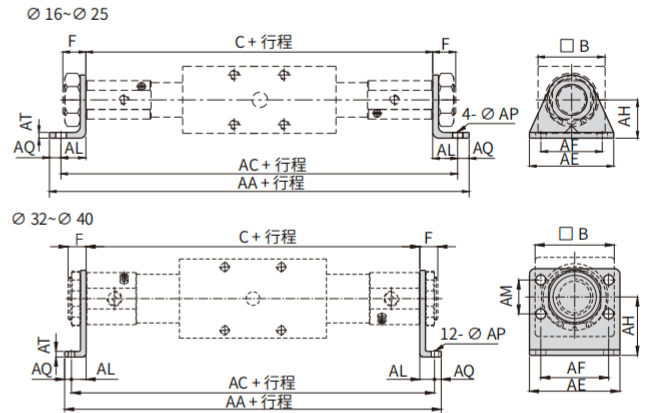 ∅ 16~∅ 25
F
C + 行程
F
□ B
4- ∅ AP
AT
AH
AQ
AL
AL
AQ
AF
AC + 行程
AE
AA + 行程
∅ 32~∅ 40
F
C + 行程
F
□ B
AM
AH
12- ∅ AP
AT
AQ
AL
AL
AQ
AF
AC + 行程
AE
AA + 行程